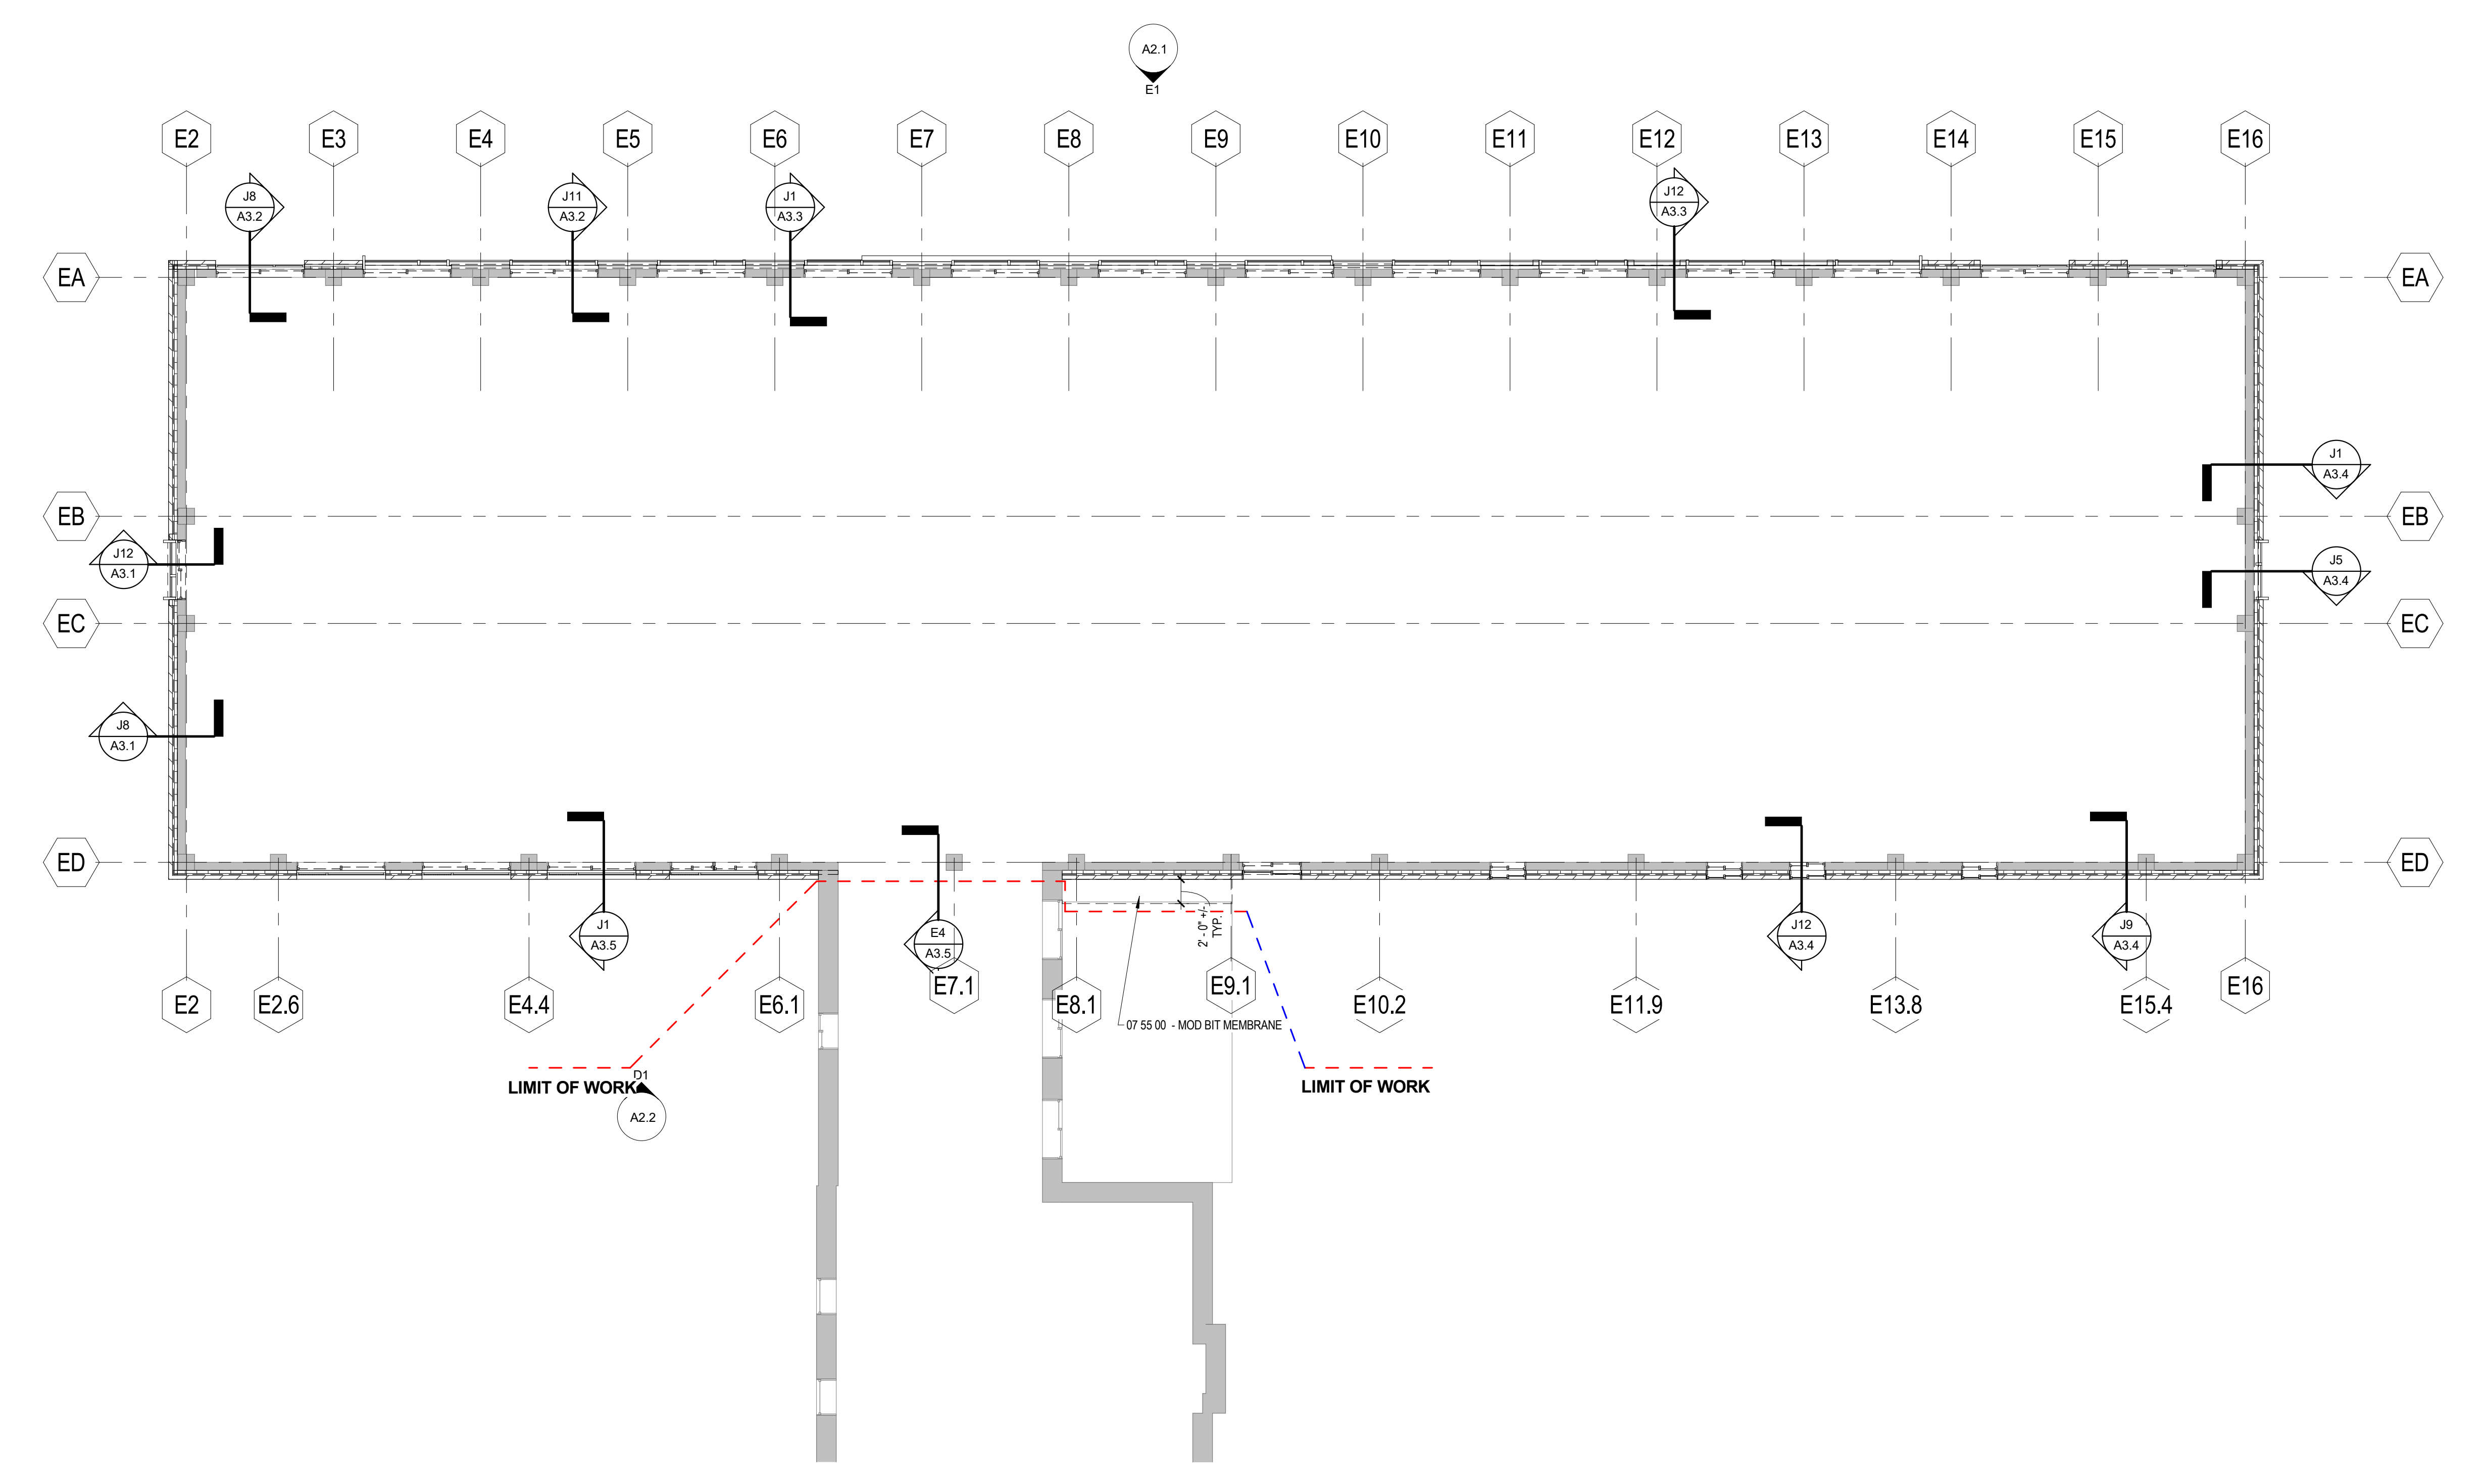 A2.1
E1
E2
E3
E4
E5
E6
E7
E8
E9
E10
E11
E12
E13
E14
E15
E16
J8
A3.2
J11
A3.2
J1
A3.3
J12
A3.3
EA
EA
J1
A3.4
EB
EB
J12
A3.1
J5
A3.4
EC
EC
J8
A3.1
ED
ED
J1
A3.5
E4
A3.5
2' - 0" +/-
TYP.
J12
A3.4
J9
A3.4
E2
E2.6
E4.4
E6.1
E7.1
E8.1
E9.1
E10.2
E11.9
E13.8
E15.4
E16
07 55 00 - MOD BIT MEMBRANE
LIMIT OF WORK
D1
A2.2
LIMIT OF WORK